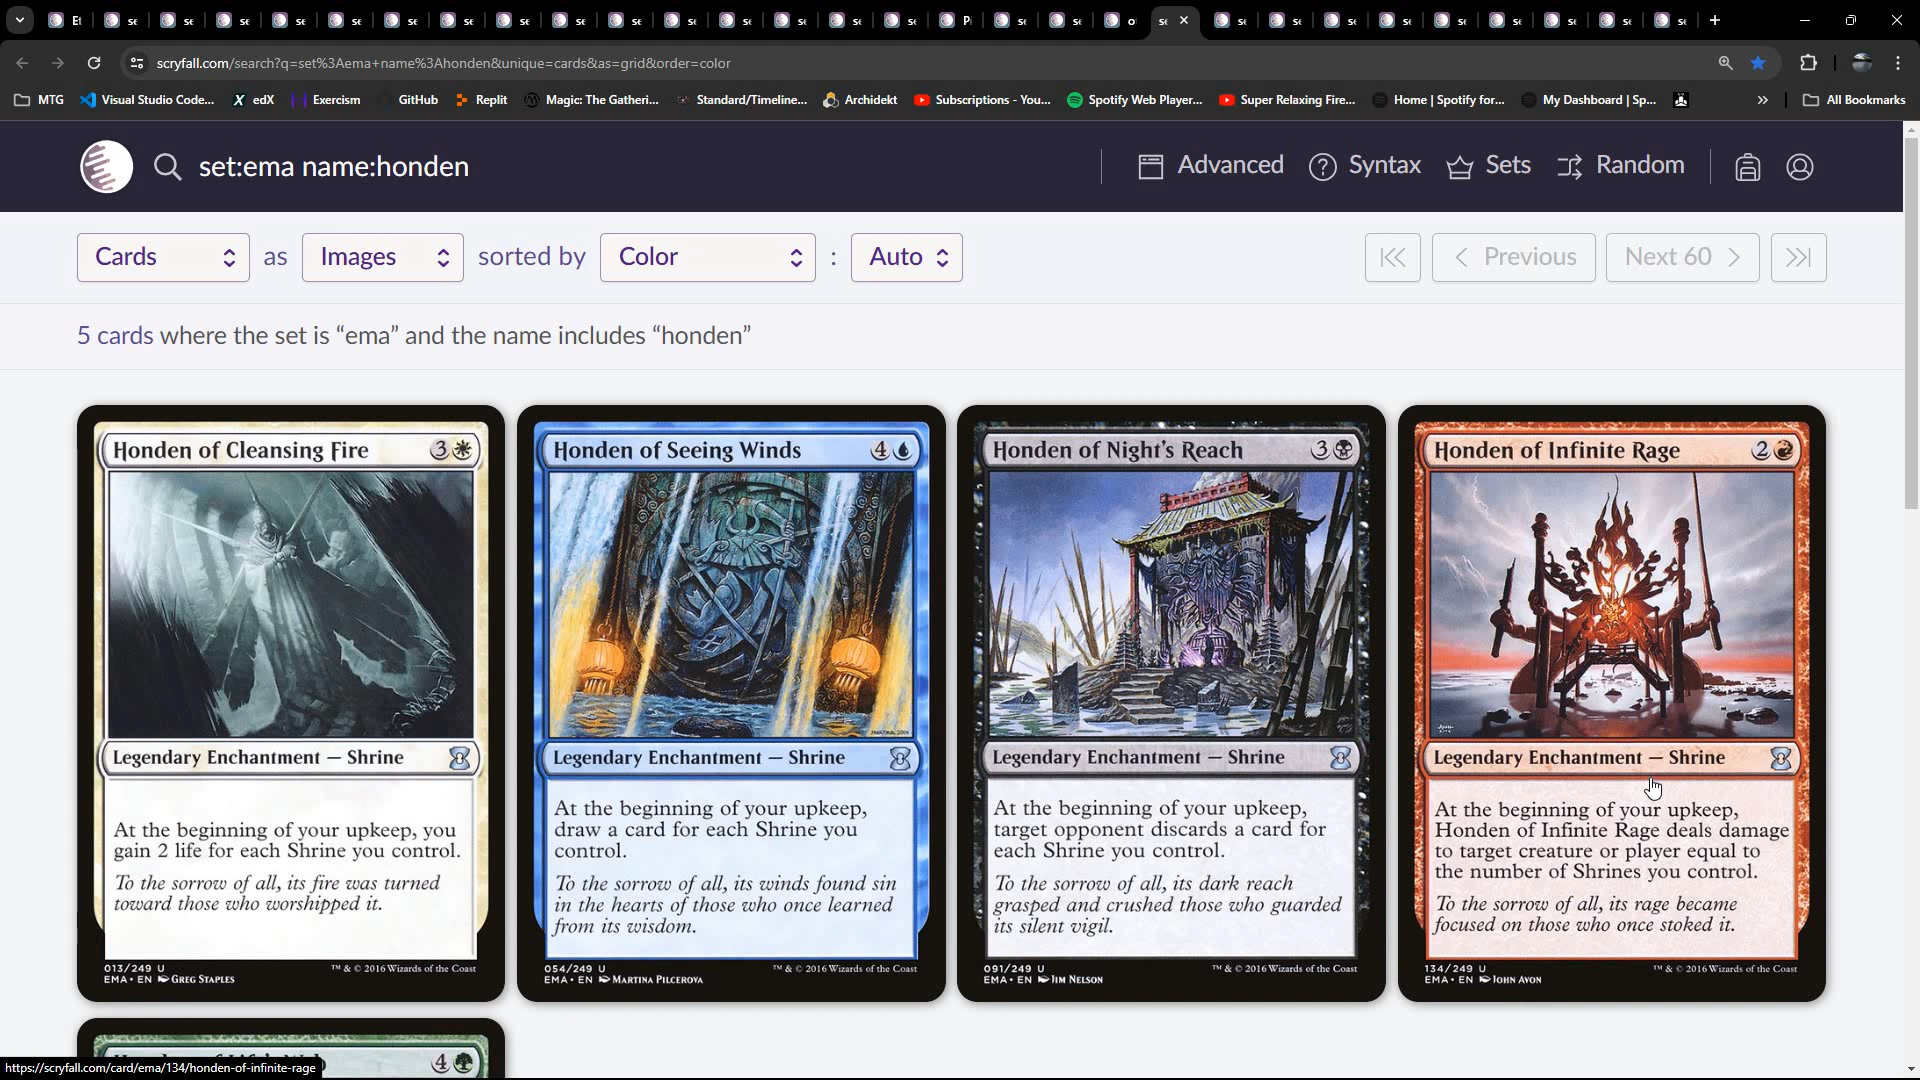 scryfall.com/search?q=set%3Aema+name%3Ahonden&unique=cards&as=grid&order=color
MTG
Visual Studio Code...
edX
Exercism
GitHub
Replit
Magic: The Gatheri...
Standard/Timeline...
Archidekt
Subscriptions - You...
Spotify Web Player...
Super Relaxing Fire...
Home | Spotify for...
My Dashboard | Sp...
All Bookmarks
set:ema name:honden
Advanced
Syntax
Sets
Random
Cards
as
Images
sorted by
Color
:
Auto
Previous
Next 60
5 cards where the set is “ema” and the name includes “honden”
Honden of Cleansing Fire
3
Legendary Enchantment — Shrine
At the beginning of your upkeep, you
gain 2 life for each Shrine you control.
To the sorrow of all, its fire was turned
toward those who worshipped it.
013/249 U
EMA • EN Greg Staples
™ & © 2016 Wizards of the Coast
Honden of Seeing Winds
4
Legendary Enchantment — Shrine
At the beginning of your upkeep,
draw a card for each Shrine you
control.
To the sorrow of all, its winds found sin
in the hearts of those who once learned
from its wisdom.
054/249 U
EMA • EN Martina Pilcerova
™ & © 2016 Wizards of the Coast
Honden of Night's Reach
3
Legendary Enchantment — Shrine
At the beginning of your upkeep,
target opponent discards a card for
each Shrine you control.
To the sorrow of all, its dark reach
grasped and crushed those who guarded
its silent vigil.
091/249 U
EMA • EN Jim Nelson
™ & © 2016 Wizards of the Coast
Honden of Infinite Rage
2
Legendary Enchantment — Shrine
At the beginning of your upkeep,
Honden of Infinite Rage deals damage
to target creature or player equal to
the number of Shrines you control.
To the sorrow of all, its rage became
focused on those who once stoked it.
134/249 U
EMA • EN John Avon
™ & © 2016 Wizards of the Coast
4
https://scryfall.com/card/ema/134/honden-of-infinite-rage